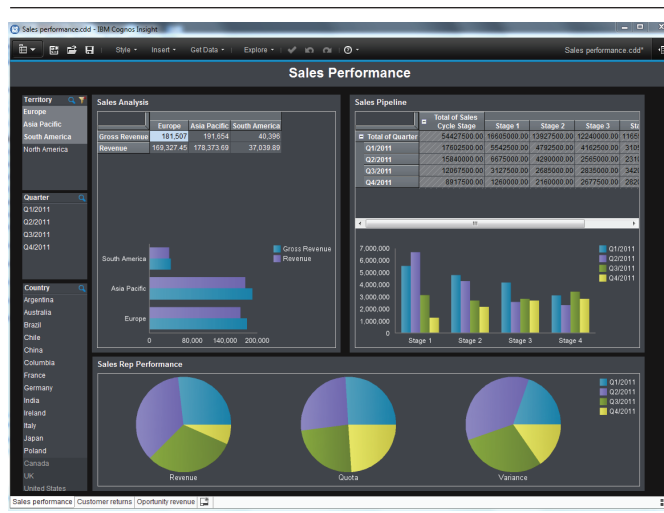 Sales performance.cdd - IBM Cognos Insight
Style Insert Get Data Explore Sales performance.cdd*
Sales Performance
Territory
Europe
Asia Pacific
South America
North America
Quarter
Q1/2011
Q2/2011
Q3/2011
Q4/2011
Country
Argentina
Australia
Brazil
Chile
China
Columbia
France
Germany
India
Ireland
Italy
Japan
Poland
Canada
UK
United States
Sales Analysis
Europe Asia Pacific South America
Gross Revenue 181,507 191,654 40,396
Revenue 169,327.45 178,373.69 37,039.89
South America
Asia Pacific
Europe
0 80,000 140,000 200,000
Gross Revenue
Revenue
Sales Pipeline
Total of Sales
Cycle Stage Stage 1 Stage 2 Stage 3
Total of Quarter 54427500.00 16605000.00 13927500.00 12240000.00
Q1/2011 17602500.00 5542500.00 4792500.00 4162500.00
Q2/2011 15840000.00 6675000.00 4290000.00 2565000.00
Q3/2011 12067500.00 3127500.00 2685000.00 2835000.00
Q4/2011 8917500.00 1260000.00 2160000.00 2677500.00
7,000,000
6,000,000
5,000,000
4,000,000
3,000,000
2,000,000
1,000,000
0
Stage 1 Stage 2 Stage 3 Stage 4
Q1/2011
Q2/2011
Q3/2011
Q4/2011
Sales Rep Performance
Revenue Quota Variance
Q1/2011
Q2/2011
Q3/2011
Q4/2011
Sales performance Customer returns Oportunity revenue